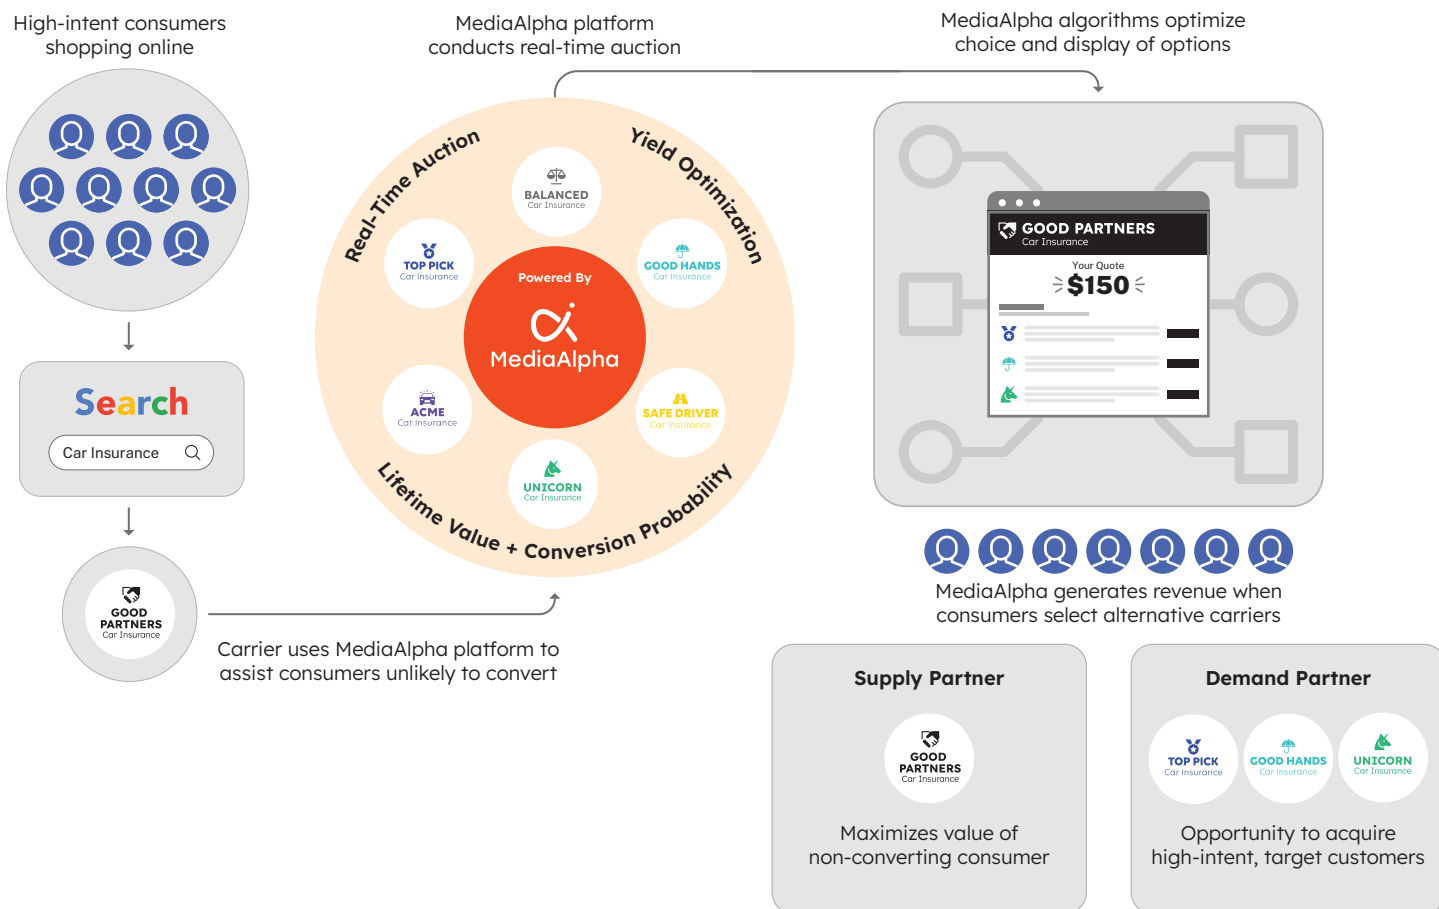 High-intent consumers
shopping online
Search
Car Insurance
GOOD
PARTNERS
Car Insurance
Carrier uses MediaAlpha platform to
assist consumers unlikely to convert
MediaAlpha platform
conducts real-time auction
Real-Time Auction
Yield Optimization
Lifetime Value + Conversion Probability
BALANCED
Car Insurance
TOP PICK
Car Insurance
GOOD HANDS
Car Insurance
Powered By
MediaAlpha
ACME
Car Insurance
SAFE DRIVER
Car Insurance
UNICORN
Car Insurance
MediaAlpha algorithms optimize
choice and display of options
GOOD PARTNERS
Car Insurance
Your Quote
$150
MediaAlpha generates revenue when
consumers select alternative carriers
Supply Partner
GOOD
PARTNERS
Car Insurance
Maximizes value of
non-converting consumer
Demand Partner
TOP PICK
Car Insurance
GOOD HANDS
Car Insurance
UNICORN
Car Insurance
Opportunity to acquire
high-intent, target customers